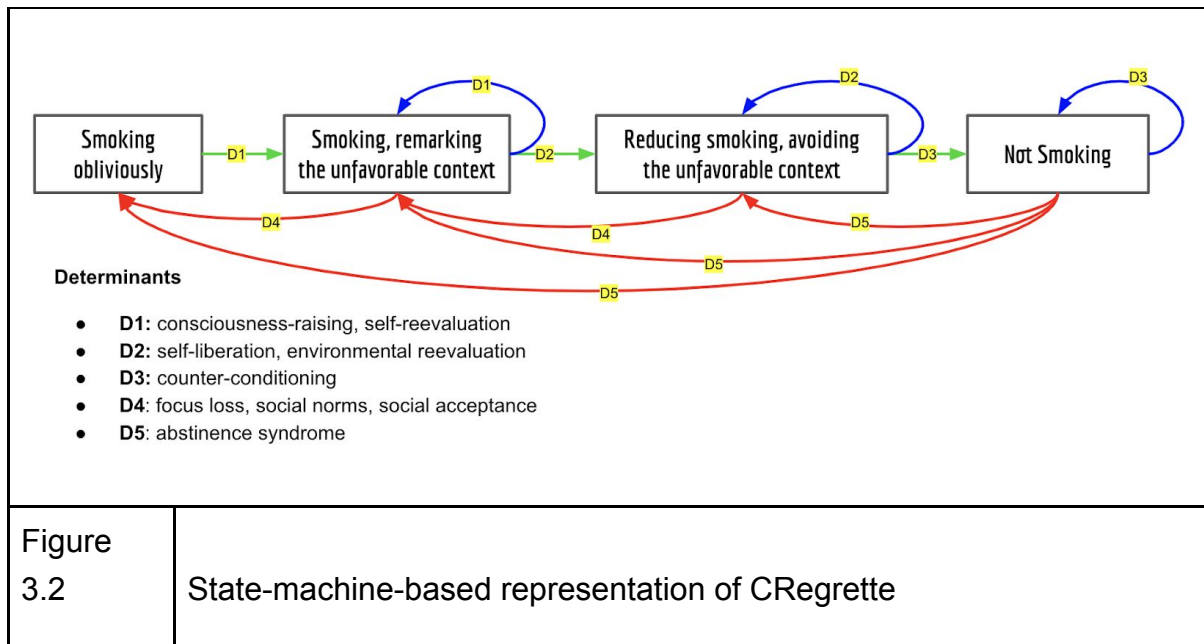 D1
D2
D3
Smoking
obliviously
D1
Smoking, remarking
the unfavorable context
D2
Reducing smoking, avoiding
the unfavorable context
D3
Not Smoking
D4
D4
D5
D5
D5
Determinants
● D1: consciousness-raising, self-reevaluation
● D2: self-liberation, environmental reevaluation
● D3: counter-conditioning
● D4: focus loss, social norms, social acceptance
● D5: abstinence syndrome
Figure
3.2
State-machine-based representation of CRegrette